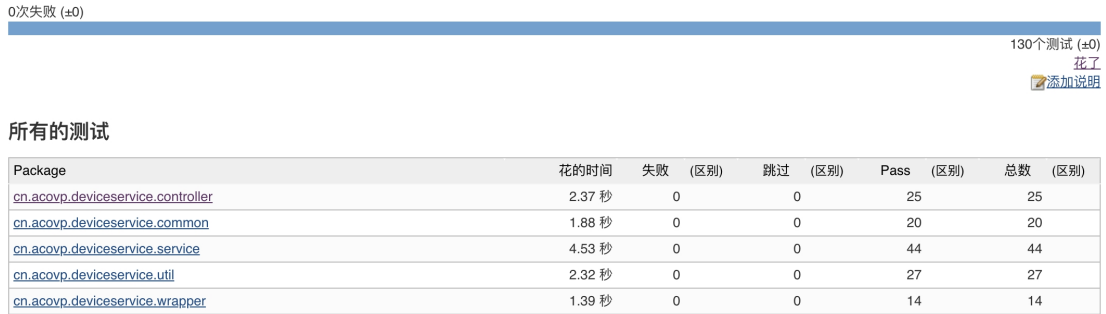 0次失败 (±0)
130个测试 (±0)
花了
添加说明
所有的测试
Package 花的时间 失败 (区别) 跳过 (区别) Pass (区别) 总数 (区别)
cn.acovp.deviceservice.controller 2.37 秒 0 0 25 25
cn.acovp.deviceservice.common 1.88 秒 0 0 20 20
cn.acovp.deviceservice.service 4.53 秒 0 0 44 44
cn.acovp.deviceservice.util 2.32 秒 0 0 27 27
cn.acovp.deviceservice.wrapper 1.39 秒 0 0 14 14